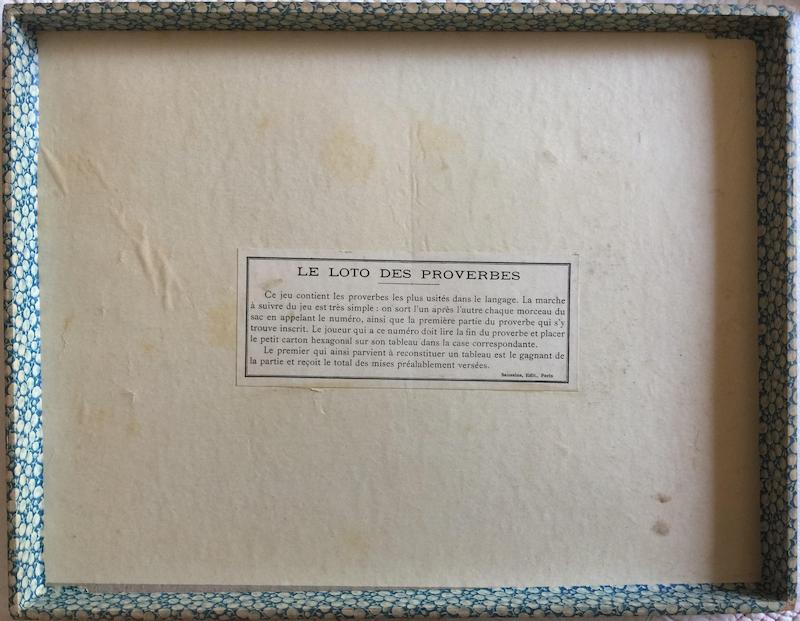 LE LOTO DES PROVERBES
Ce jeu contient les proverbes les plus usités dans le langage. La marche
à suivre du jeu est très simple : on sort l'un après l'autre chaque morceau du
sac en appelant le numéro, ainsi que la première partie du proverbe qui s'y
trouve inscrit. Le joueur qui a ce numéro doit lire la fin du proverbe et placer
le petit carton hexagonal sur son tableau dans la case correspondante.
Le premier qui ainsi parvient à reconstituer un tableau est le gagnant de
la partie et reçoit le total des mises préalablement versées.
Saussine, Edit., Paris